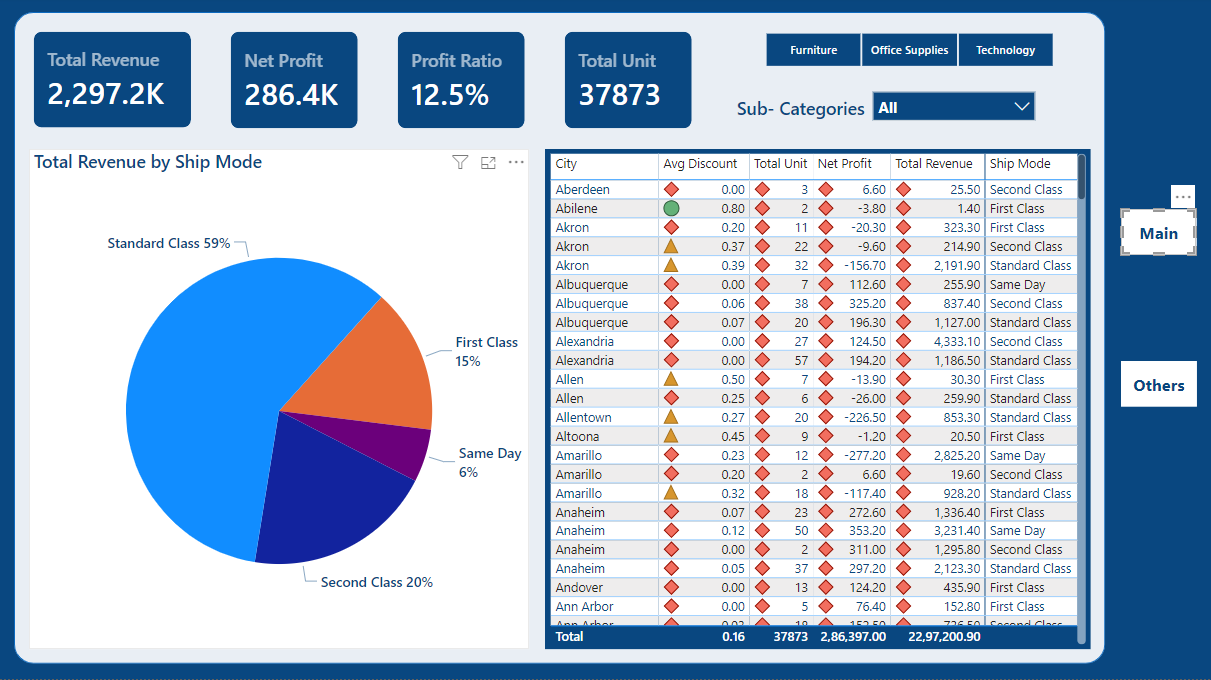 Total Revenue
2,297.2K
Net Profit
286.4K
Profit Ratio
12.5%
Total Unit
37873
Furniture
Office Supplies
Technology
Sub- Categories
All
Total Revenue by Ship Mode
Standard Class 59%
First Class
15%
Same Day
6%
Second Class 20%
City Avg Discount Total Unit Net Profit Total Revenue Ship Mode
Aberdeen 0.00 3 6.60 25.50 Second Class
Abilene 0.80 2 -3.80 1.40 First Class
Akron 0.20 11 -20.30 323.30 First Class
Akron 0.37 22 -9.60 214.90 Second Class
Akron 0.39 32 -156.70 2,191.90 Standard Class
Albuquerque 0.00 7 112.60 255.90 Same Day
Albuquerque 0.06 38 325.20 837.40 Second Class
Albuquerque 0.07 20 196.30 1,127.00 Standard Class
Alexandria 0.00 27 124.50 4,333.10 Second Class
Alexandria 0.00 57 194.20 1,186.50 Standard Class
Allen 0.50 7 -13.90 30.30 First Class
Allen 0.25 6 -26.00 259.90 Standard Class
Allentown 0.27 20 -226.50 853.30 Standard Class
Altoona 0.45 9 -1.20 20.50 First Class
Amarillo 0.23 12 -277.20 2,825.20 Same Day
Amarillo 0.20 2 6.60 19.60 Second Class
Amarillo 0.32 18 -117.40 928.20 Standard Class
Anaheim 0.07 23 272.60 1,336.40 First Class
Anaheim 0.12 50 353.20 3,231.40 Same Day
Anaheim 0.00 2 311.00 1,295.80 Second Class
Anaheim 0.05 37 297.20 2,123.30 Standard Class
Andover 0.00 13 124.20 435.90 First Class
Ann Arbor 0.00 5 76.40 152.80 First Class
Ann Arbor
Total 0.16 37873 2,86,397.00 22,97,200.90
Main
Others